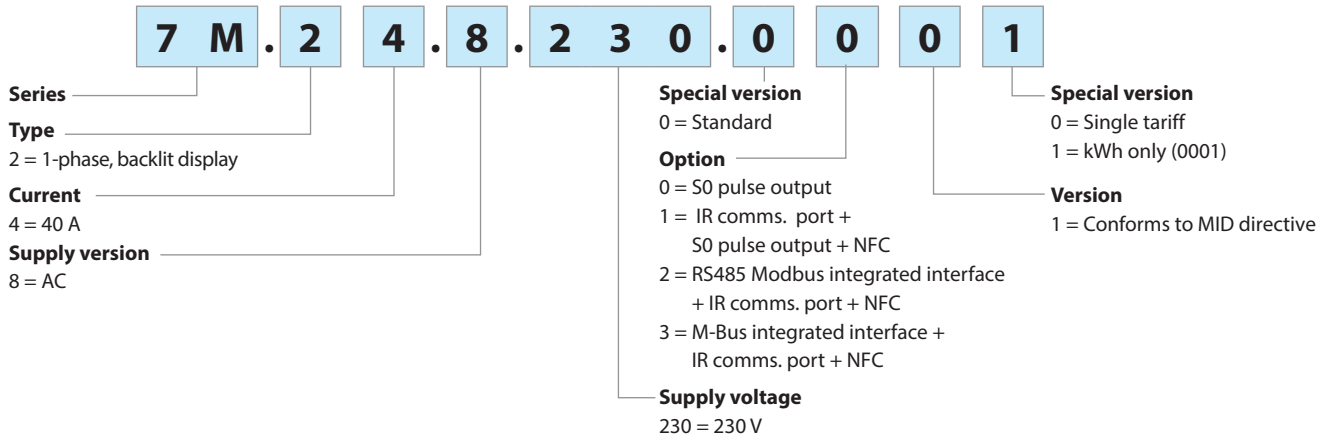 7 M . 2 4 . 8 . 2 3 0 . 0 0 0 1
Series
Type
2 = 1-phase, backlit display
Current
4 = 40 A
Supply version
8 = AC
Special version
0 = Standard
Option
0 = S0 pulse output
1 = IR comms. port +
S0 pulse output + NFC
2 = RS485 Modbus integrated interface
+ IR comms. port + NFC
3 = M-Bus integrated interface +
IR comms. port + NFC
Supply voltage
230 = 230 V
Special version
0 = Single tariff
1 = kWh only (0001)
Version
1 = Conforms to MID directive